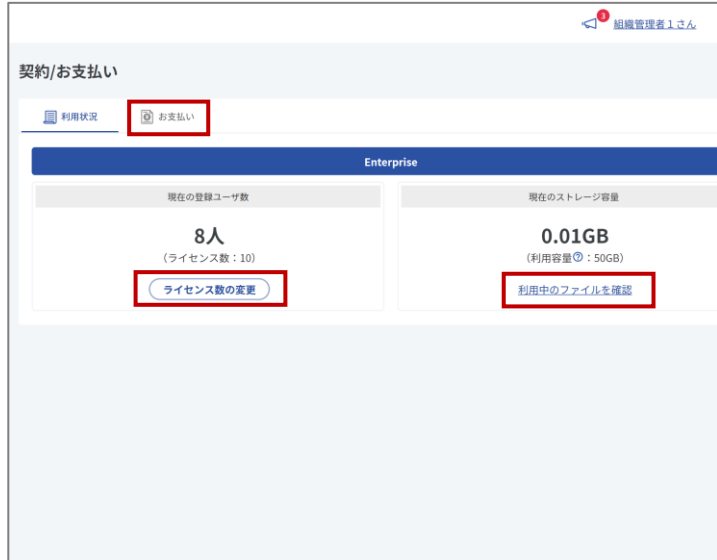 3
組織管理者1さん
契約/お支払い
利用状況
お支払い
Enterprise
現在の登録ユーザ数
現在のストレージ容量
8人
0.01GB
(ライセンス数：10)
(利用容量?：50GB)
ライセンス数の変更
利用中のファイルを確認